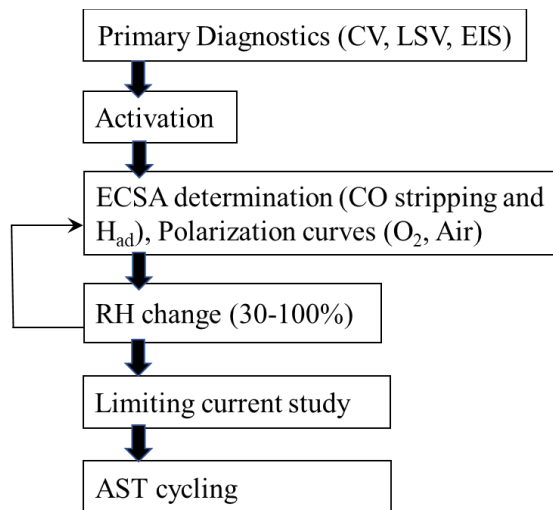 Primary Diagnostics (CV, LSV, EIS)
Activation
ECSA determination (CO stripping and
H_ad), Polarization curves (O₂, Air)
RH change (30-100%)
Limiting current study
AST cycling